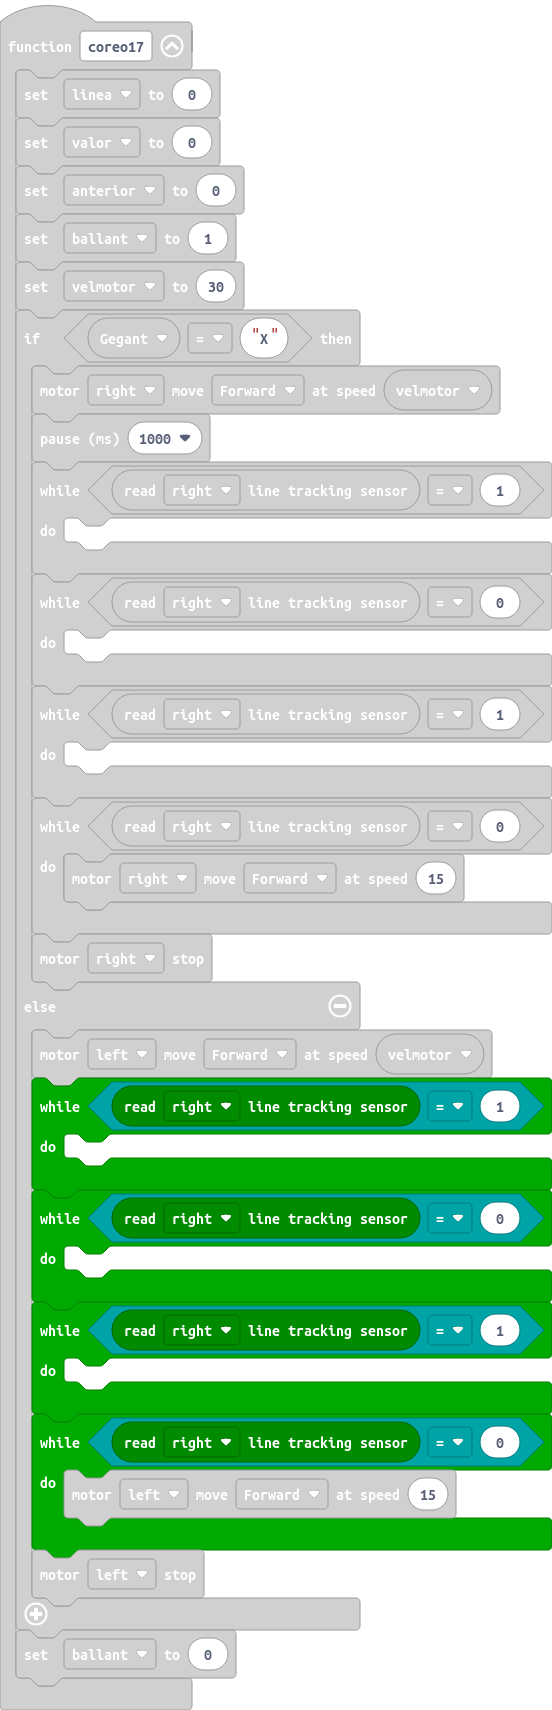 function coreo17
set linea to 0
set valor to 0
set anterior to 0
set ballant to 1
set velmotor to 30
if Gegant = "X" then
motor right move Forward at speed velmotor
pause (ms) 1000
while read right line tracking sensor = 1
do
while read right line tracking sensor = 0
do
while read right line tracking sensor = 1
do
while read right line tracking sensor = 0
do motor right move Forward at speed 15
motor right stop
else
motor left move Forward at speed velmotor
while read right line tracking sensor = 1
do
while read right line tracking sensor = 0
do
while read right line tracking sensor = 1
do
while read right line tracking sensor = 0
do motor left move Forward at speed 15
motor left stop
set ballant to 0